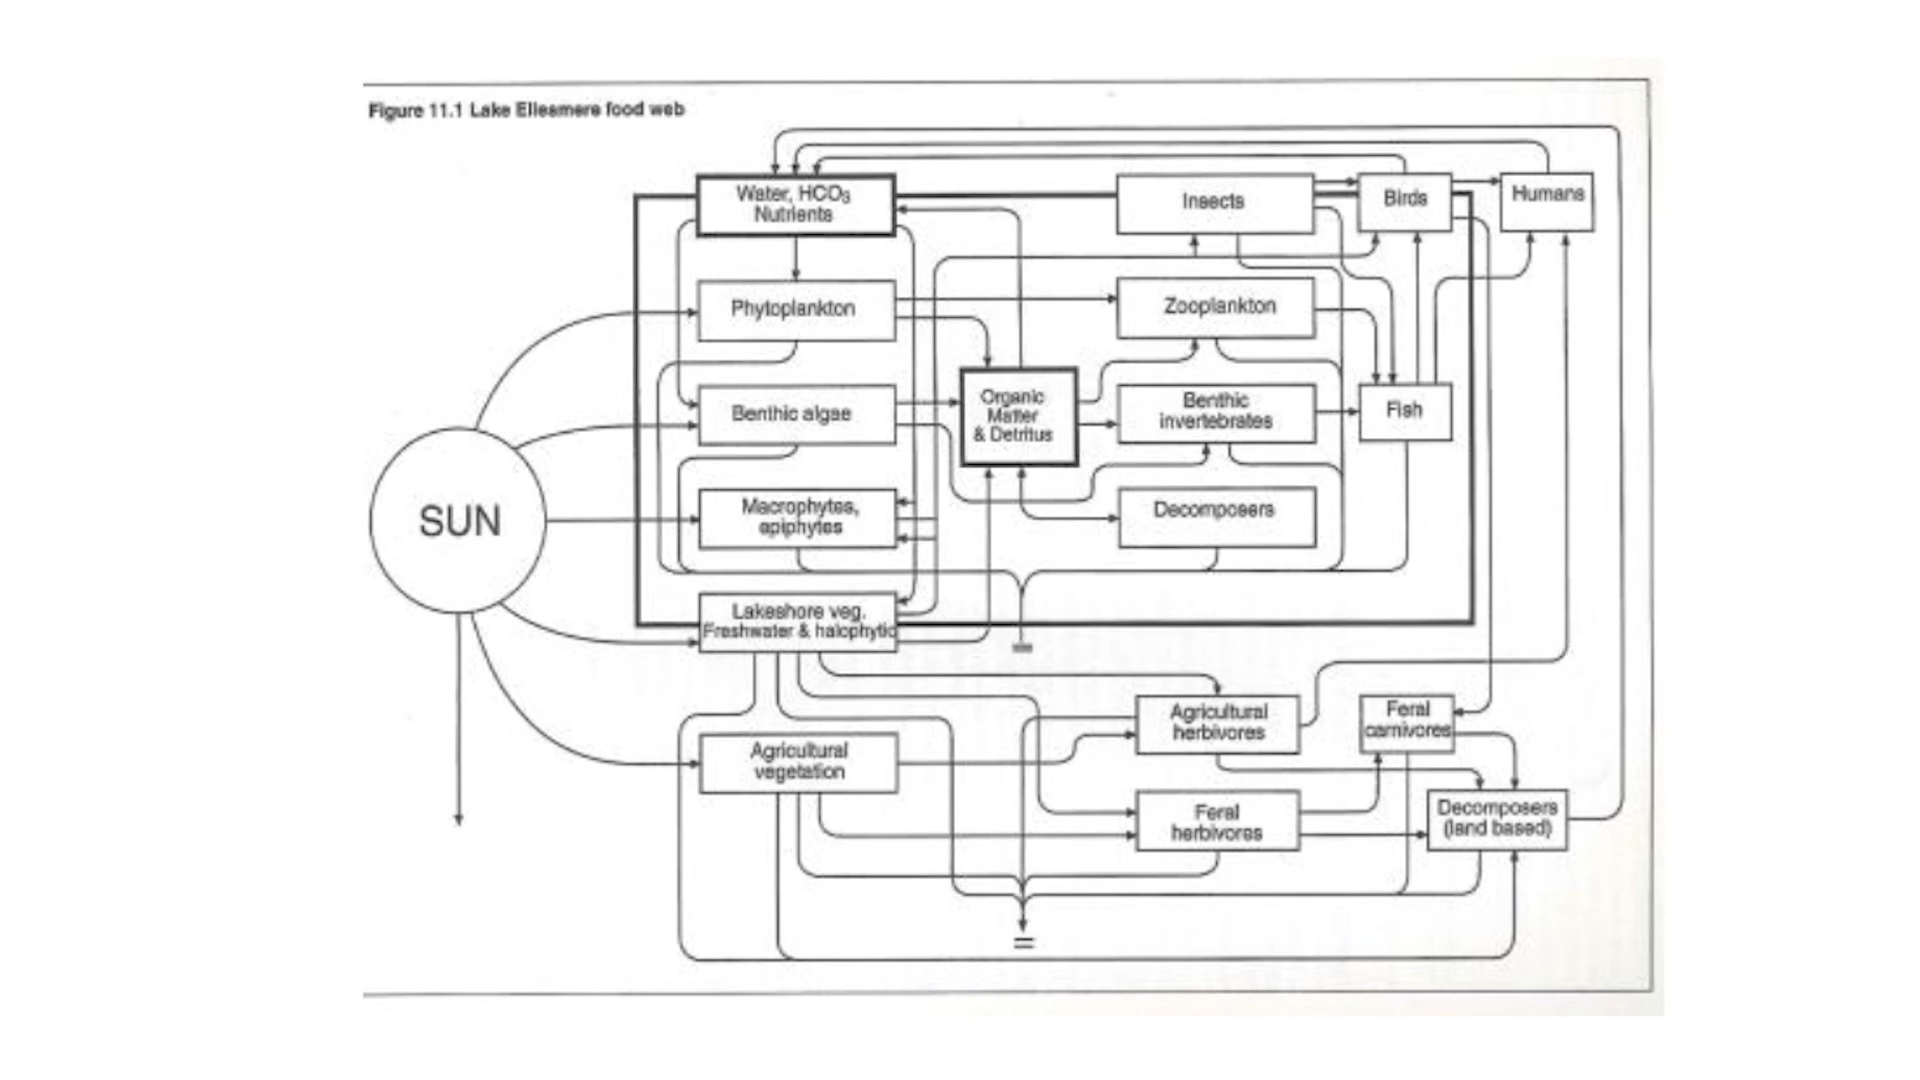 Figure 11.1 Lake Ellesmere food web
Water, HCO3
Nutrients
Insects
Birds
Humans
Phytoplankton
Zooplankton
Benthic algae
Organic
Matter
& Detritus
Benthic
invertebrates
Fish
SUN
Macrophytes,
epiphytes
Decomposers
Lakeshore veg.
Freshwater & halophytic
Agricultural
herbivores
Feral
carnivores
Agricultural
vegetation
Feral
herbivores
Decomposers
(land based)